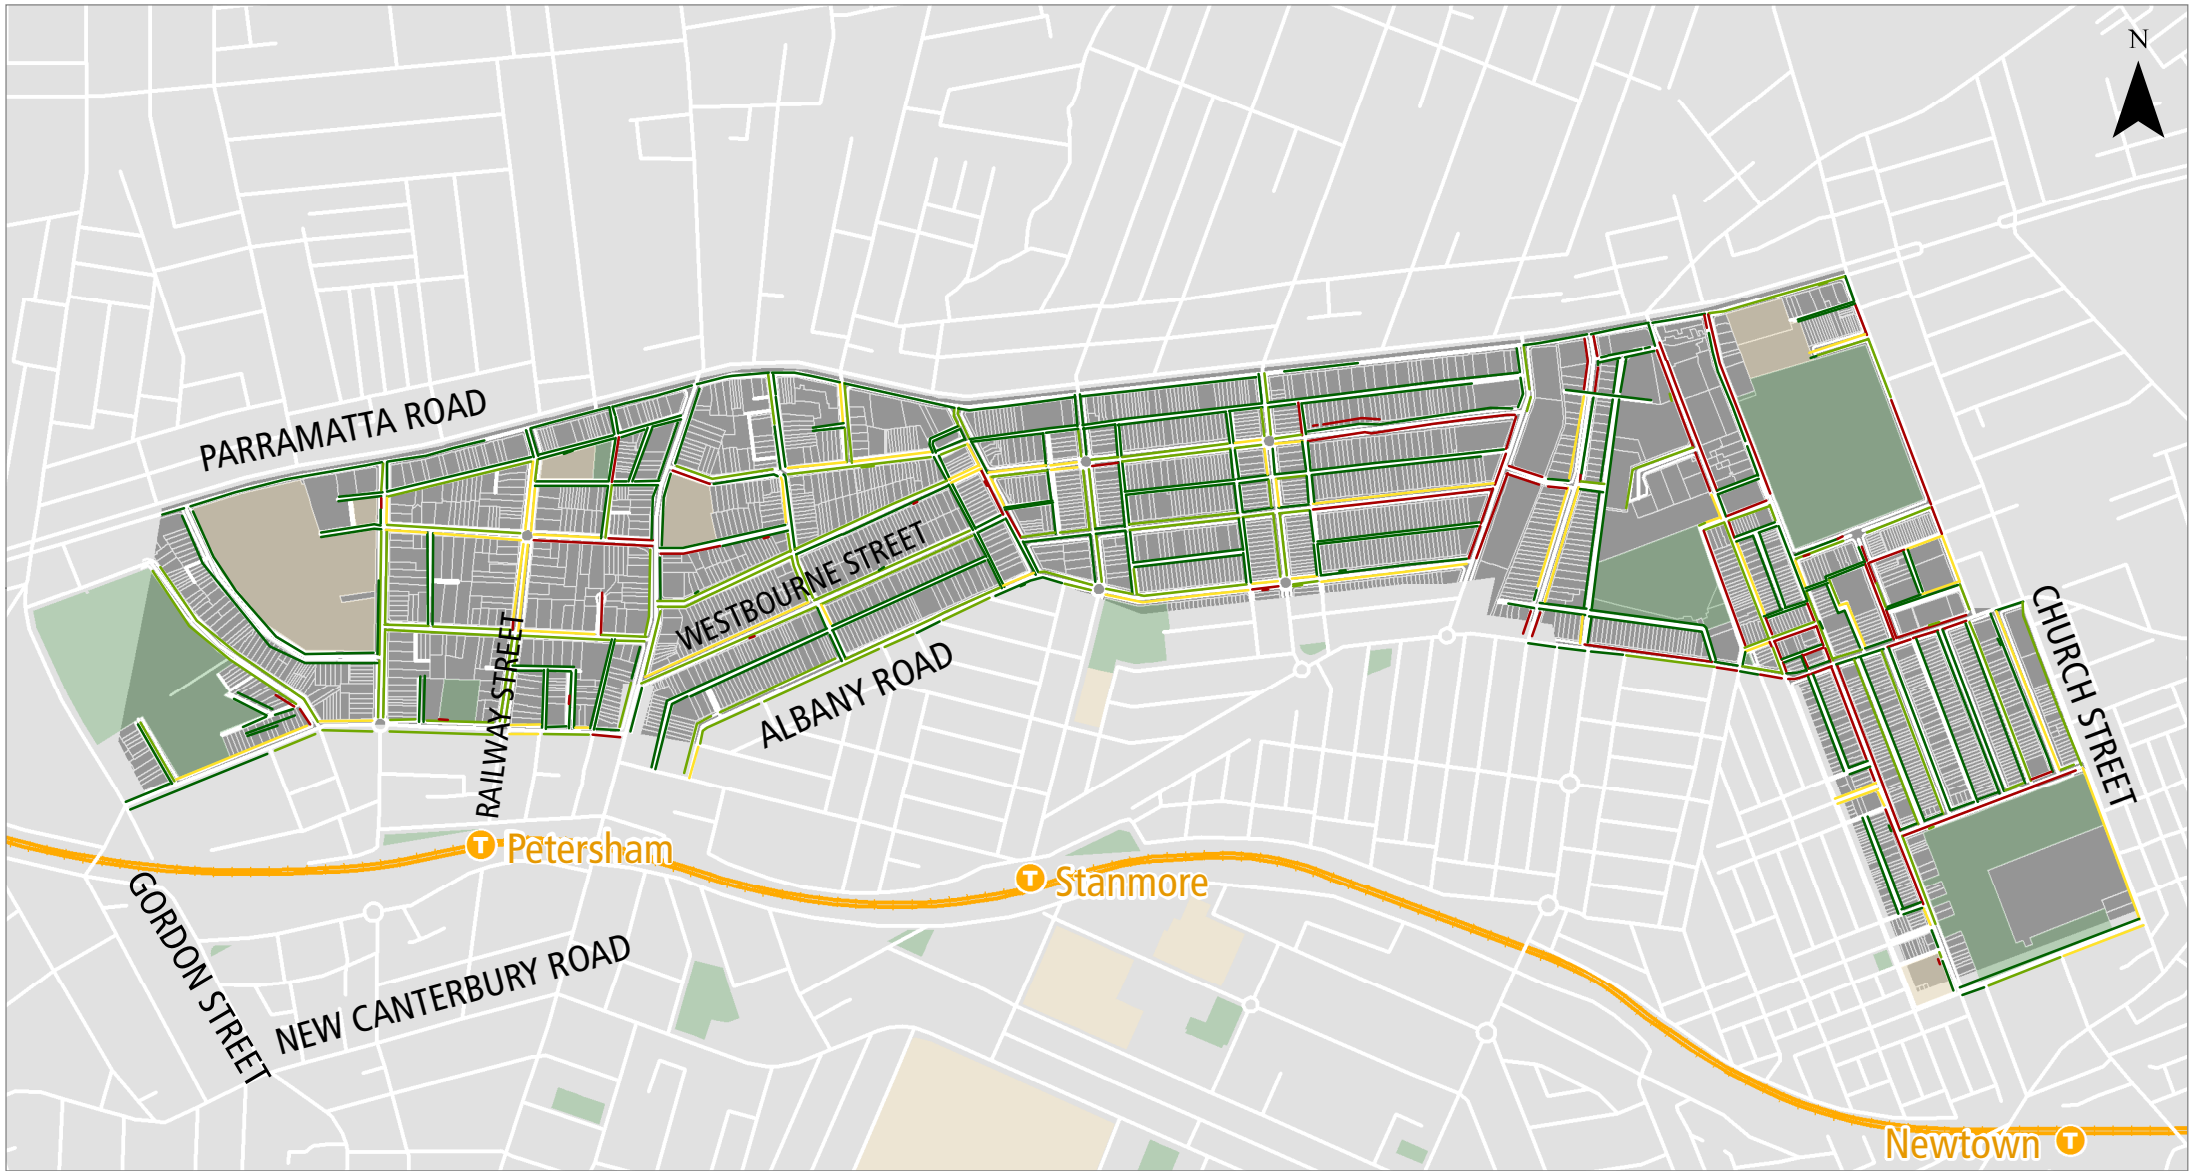 N
PARRAMATTA ROAD
WESTBOURNE STREET
CHURCH STREET
ALBANY ROAD
RAILWAY STREET
T Petersham
T Stanmore
GORDON STREET
NEW CANTERBURY ROAD
Newtown T